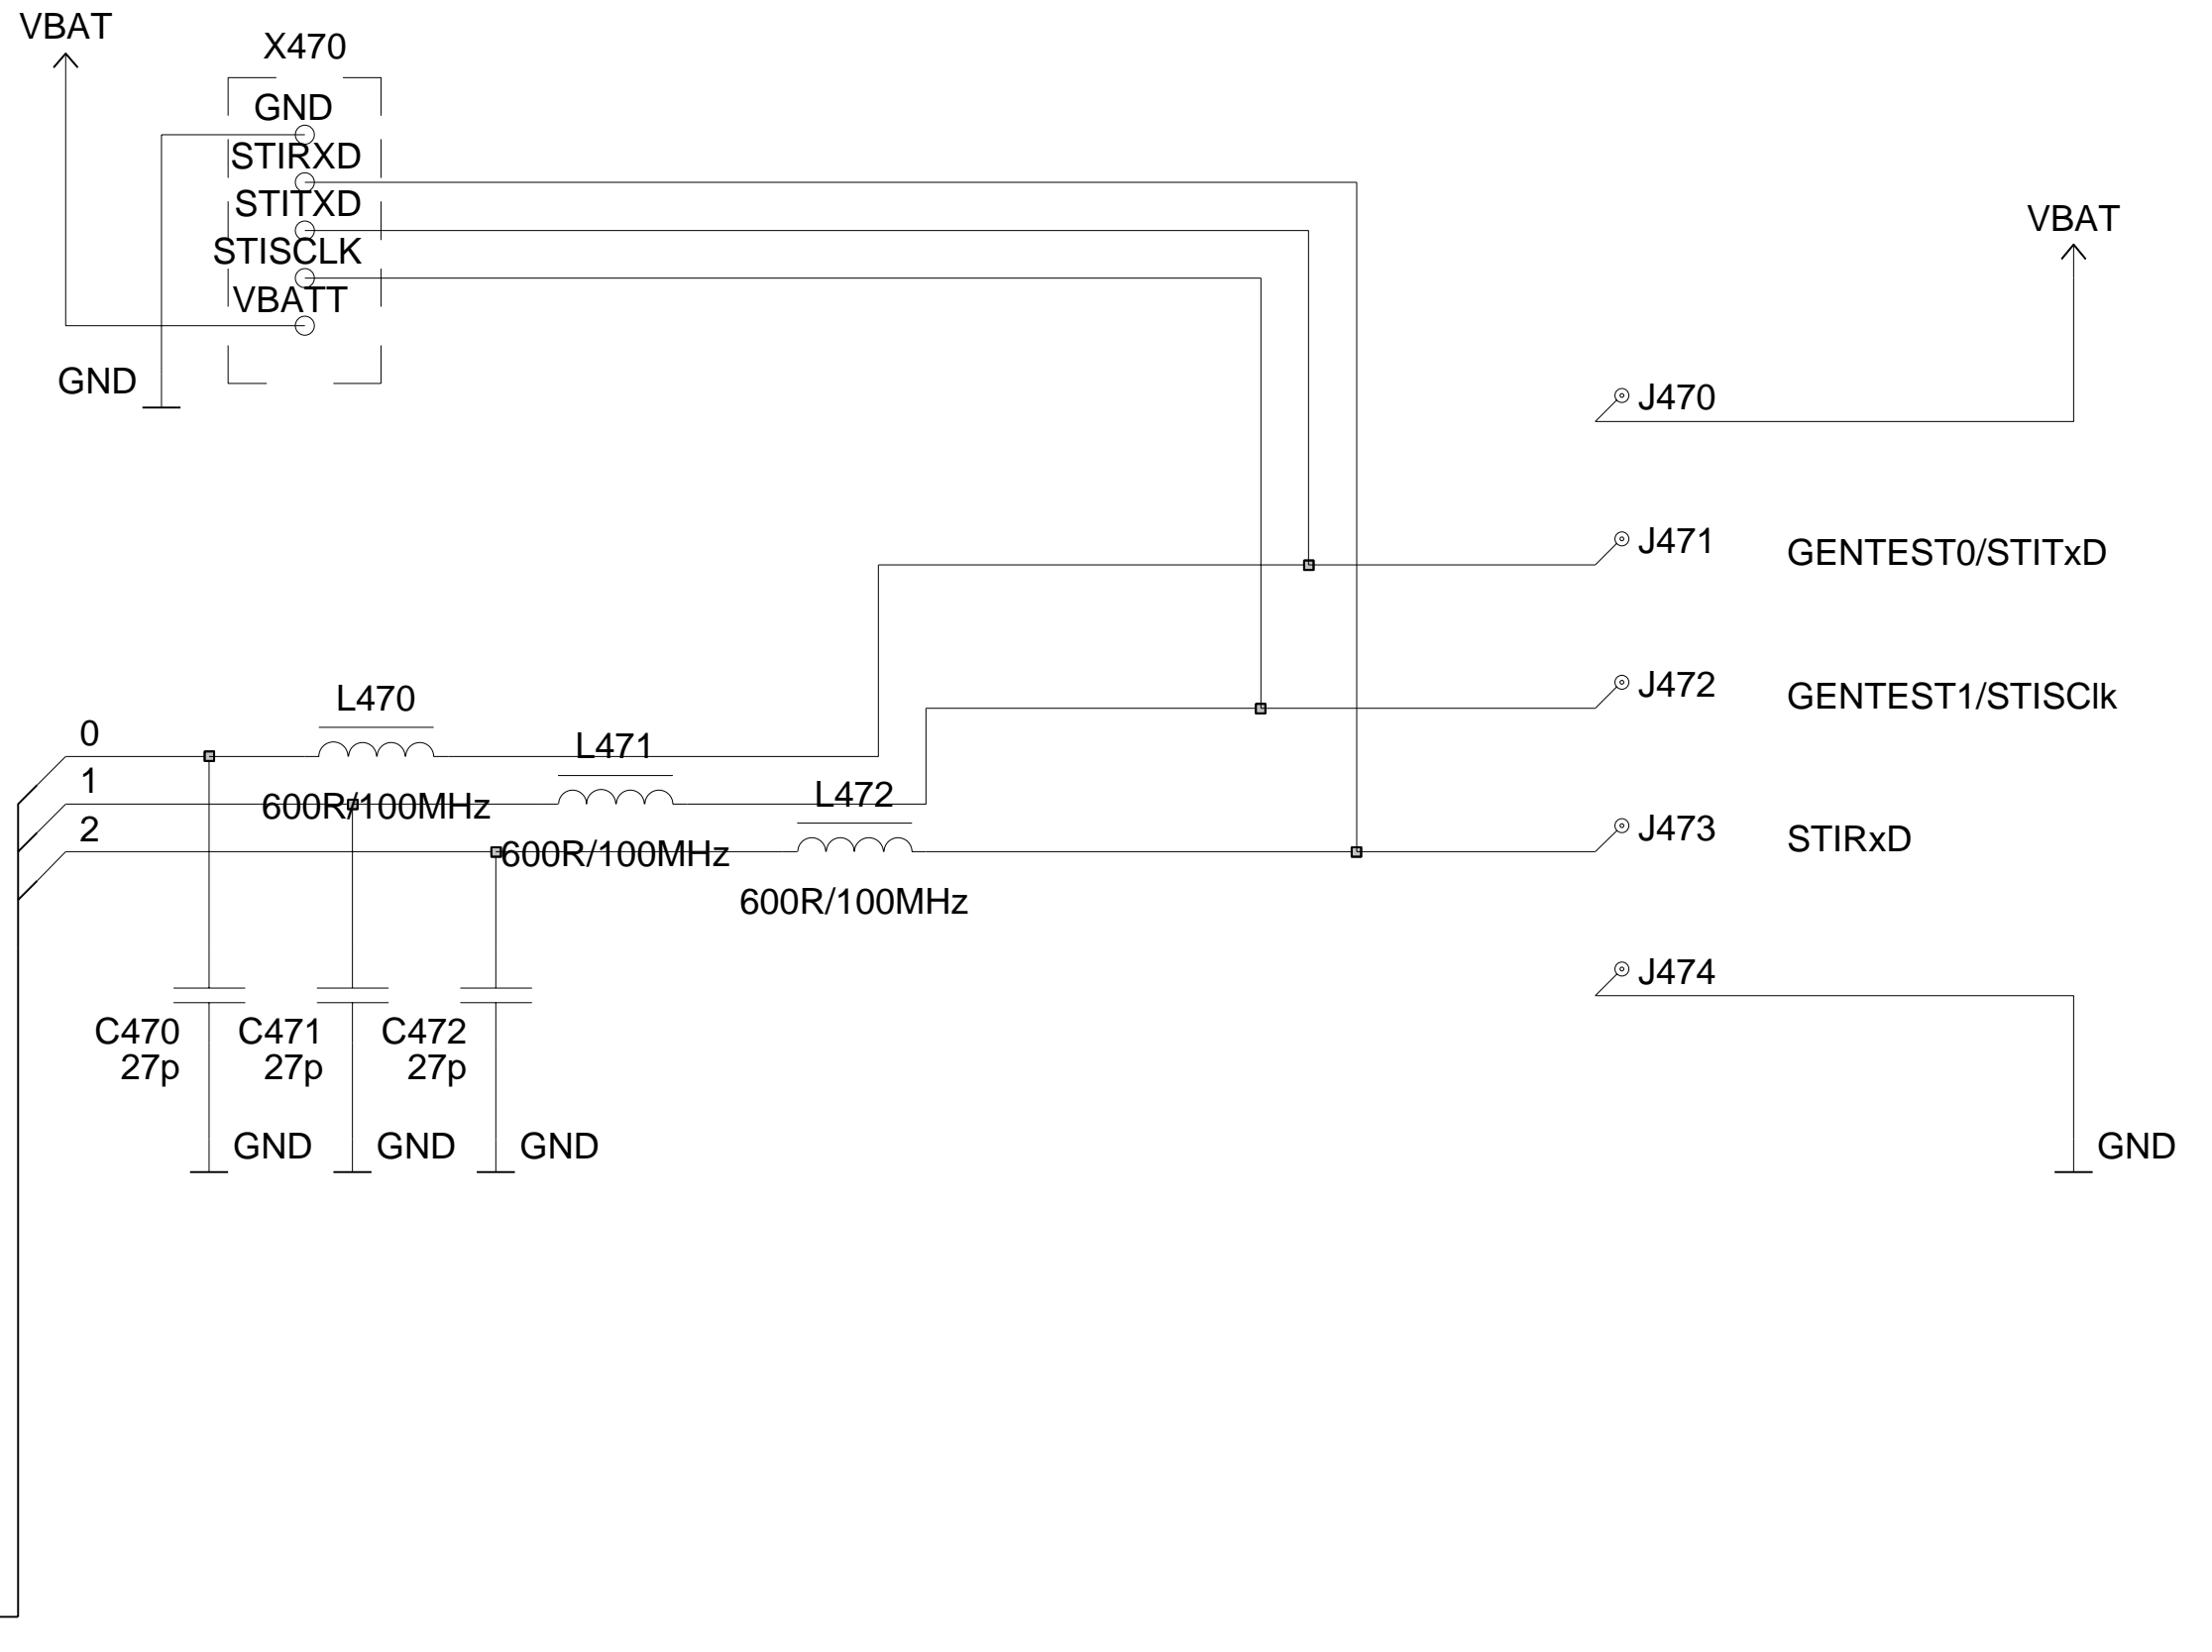 VBAT
X470
GND
STIRXD
STITXD
STISCLK
VBATT
GND
VBAT
J470
J471 GENTEST0/STITxD
J472 GENTEST1/STISClk
L470
0
L471
1
L472
600R/100MHz
2
J473 STIRxD
600R/100MHz
600R/100MHz
J474
C470 C471 C472
27p 27p 27p
GND GND GND GND